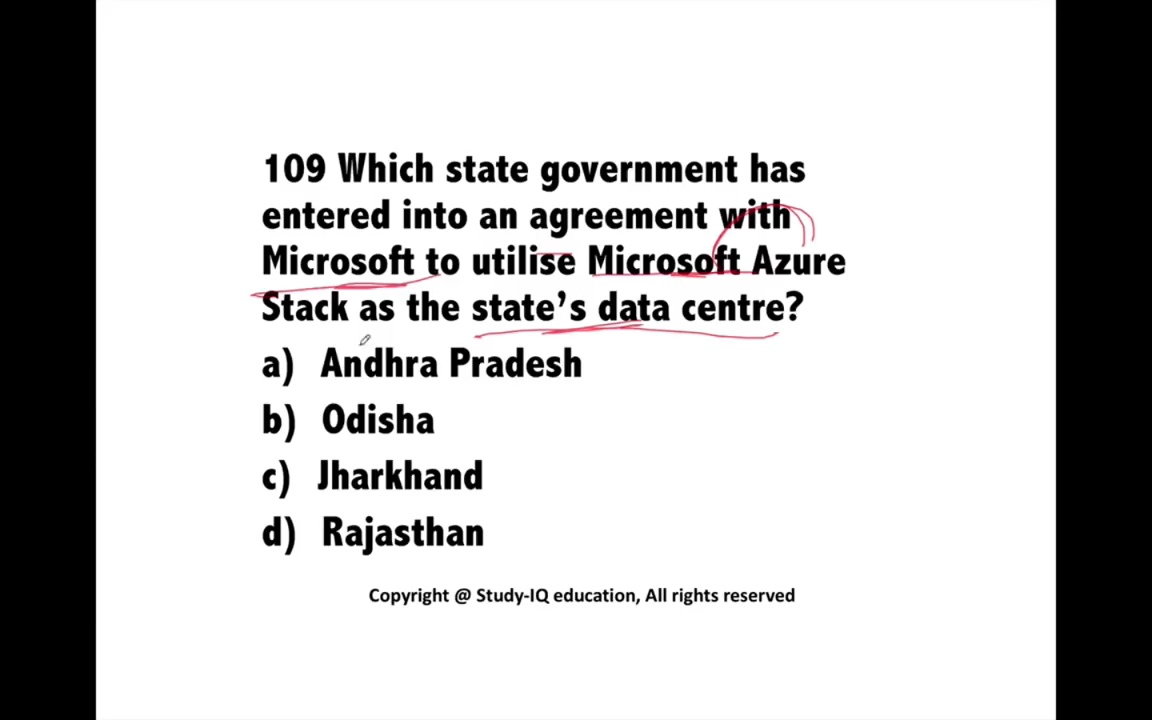 109 Which state government has
entered into an agreement with
Microsoft to utilise Microsoft Azure
Stack as the state's data centre?
a) Andhra Pradesh
b) Odisha
c) Jharkhand
d) Rajasthan
Copyright @ Study-IQ education, All rights reserved